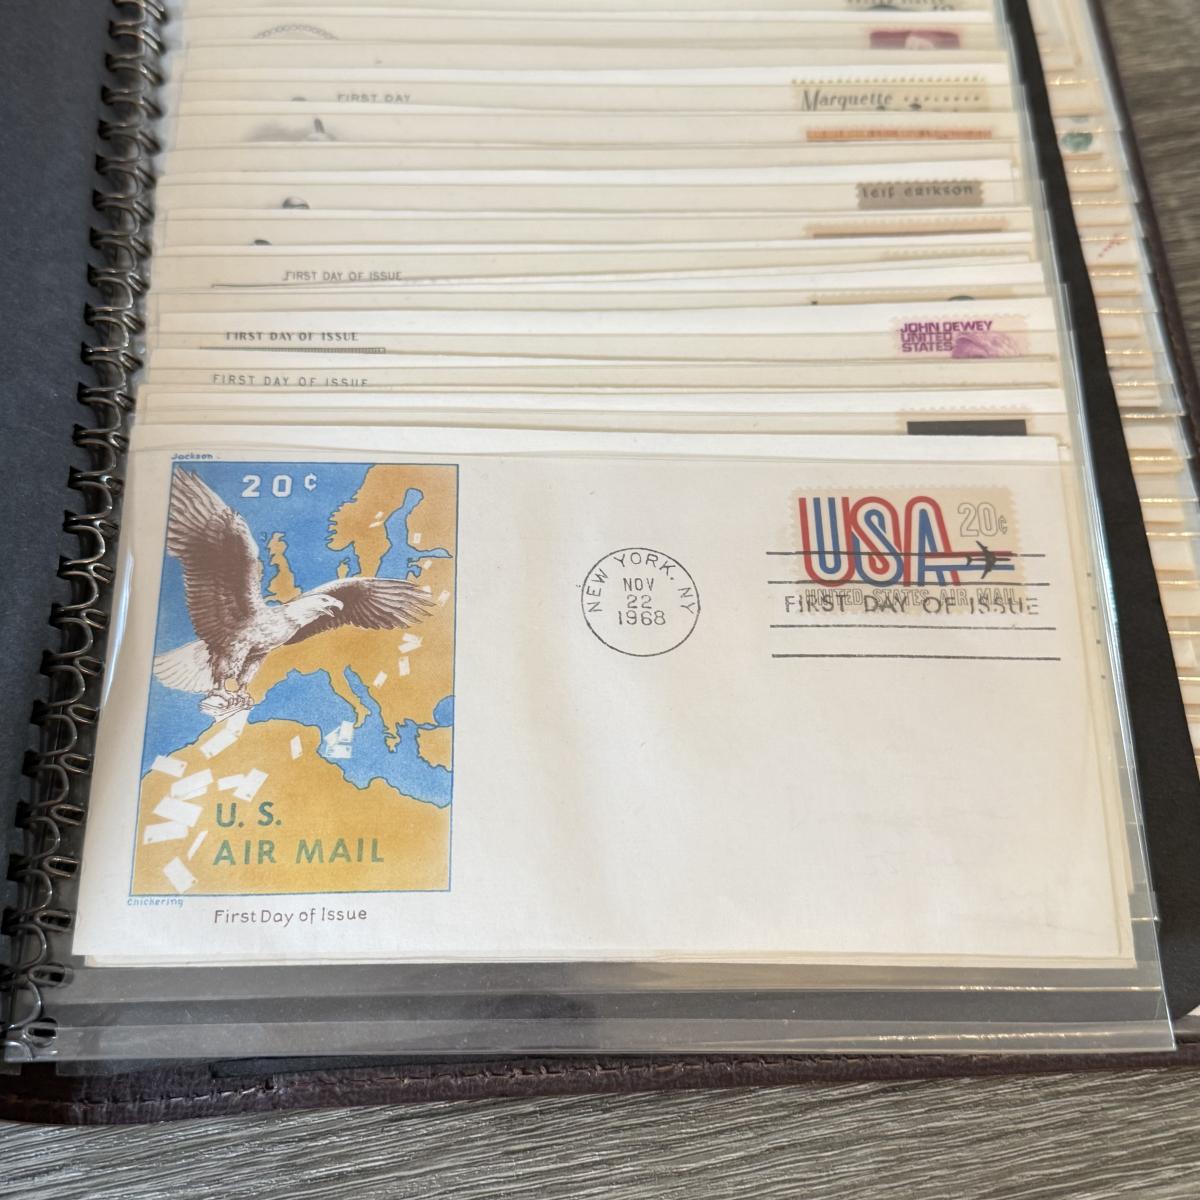 FIRST DAY
Marquette EXPLORER
leif erikson
FIRST DAY OF ISSUE
FIRST DAY OF ISSUE
JOHN DEWEY
UNITED
STATES
FIRST DAY OF ISSUE
Jackson
20¢
U.S.
AIR MAIL
Chickering
First Day of Issue
NEW YORK, NY
NOV
22
1968
USA 20¢
UNITED STATES AIR MAIL
FIRST DAY OF ISSUE